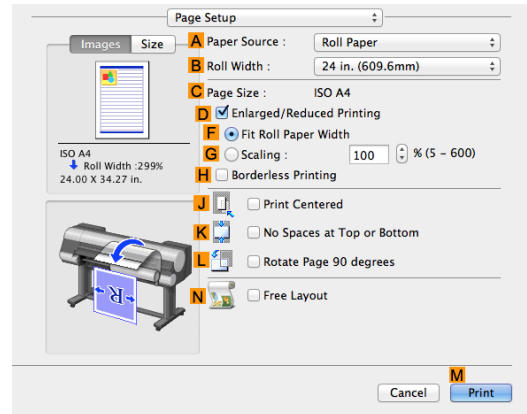 Page Setup
Images Size
A Paper Source : Roll Paper
B Roll Width : 24 in. (609.6mm)
C Page Size : ISO A4
D Enlarged/Reduced Printing
F Fit Roll Paper Width
G Scaling : 100 % (5 - 600)
H Borderless Printing
ISO A4
Roll Width :299%
24.00 X 34.27 in.
J Print Centered
K No Spaces at Top or Bottom
L Rotate Page 90 degrees
N Free Layout
R
M
Cancel Print